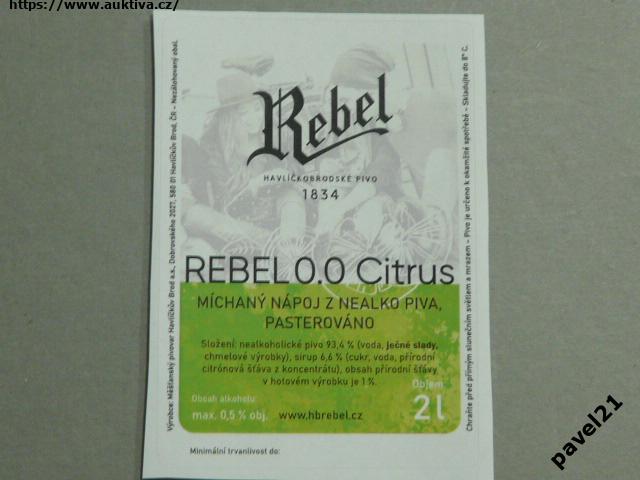 https://www.auktiva.cz/
Rebel
HAVLÍČKOBRODSKÉ PIVO
1834
REBEL 0.0 Citrus
MÍCHANÝ NÁPOJ Z NEALKO PIVA,
PASTEROVÁNO
Složení: nealkoholické pivo 93,4 % (voda, ječné slady,
chmelové výrobky), sirup 6,6 % (cukr, voda, přírodní
citrónová šťáva z koncentrátu), obsah přírodní šťávy
v hotovém výrobku je 1 %.
Obsah alkoholu:
max. 0,5 % obj.
www.hbrebel.cz
Objem
2 l
Minimální trvanlivost do:
Výrobce: Měšťanský pivovar Havlíčkův Brod a.s., Dobrovského 2027, 580 01 Havlíčkův Brod, ČR - Nezálohovaný obal.
Chraňte před přímým slunečním světlem a mrazem - Pivo je určeno k okamžité spotřebě - Skladujte do 8° C.
pavel21